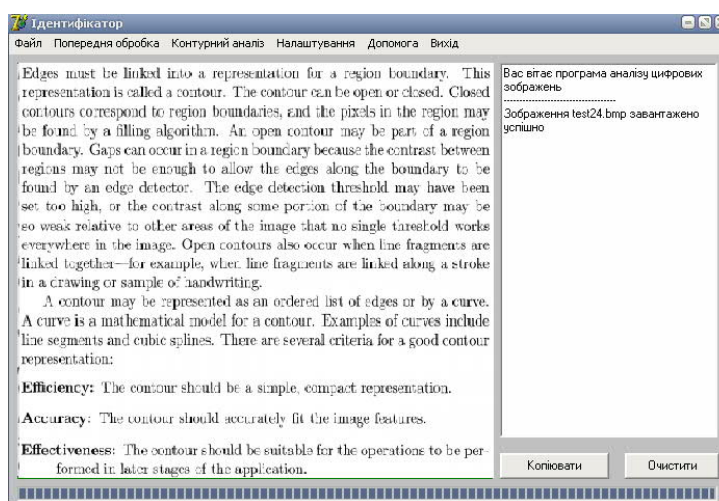 Ідентифікатор
Файл Попередня обробка Контурний аналіз Налаштування Допомога Вихід
Edges must be linked into a representation for a region boundary. This
representation is called a contour. The contour can be open or closed. Closed
contours correspond to region boundaries, and the pixels in the region may
be found by a filling algorithm. An open contour may be part of a region
boundary. Gaps can occur in a region boundary because the contrast between
regions may not be enough to allow the edges along the boundary to be
found by an edge detector. The edge detection threshold may have been
set too high, or the contrast along some portion of the boundary may be
so weak relative to other areas of the image that no single threshold works
everywhere in the image. Open contours also occur when line fragments are
linked together—for example, when line fragments are linked along a stroke
in a drawing or sample of handwriting.
A contour may be represented as an ordered list of edges or by a curve.
A curve is a mathematical model for a contour. Examples of curves include
line segments and cubic splines. There are several criteria for a good contour
representation:
Efficiency: The contour should be a simple, compact representation.
Accuracy: The contour should accurately fit the image features.
Effectiveness: The contour should be suitable for the operations to be per-
formed in later stages of the application.
Вас вітає програма аналізу цифрових
зображень
------------------------------------
Зображення test24.bmp завантажено
успішно
Копіювати Очистити